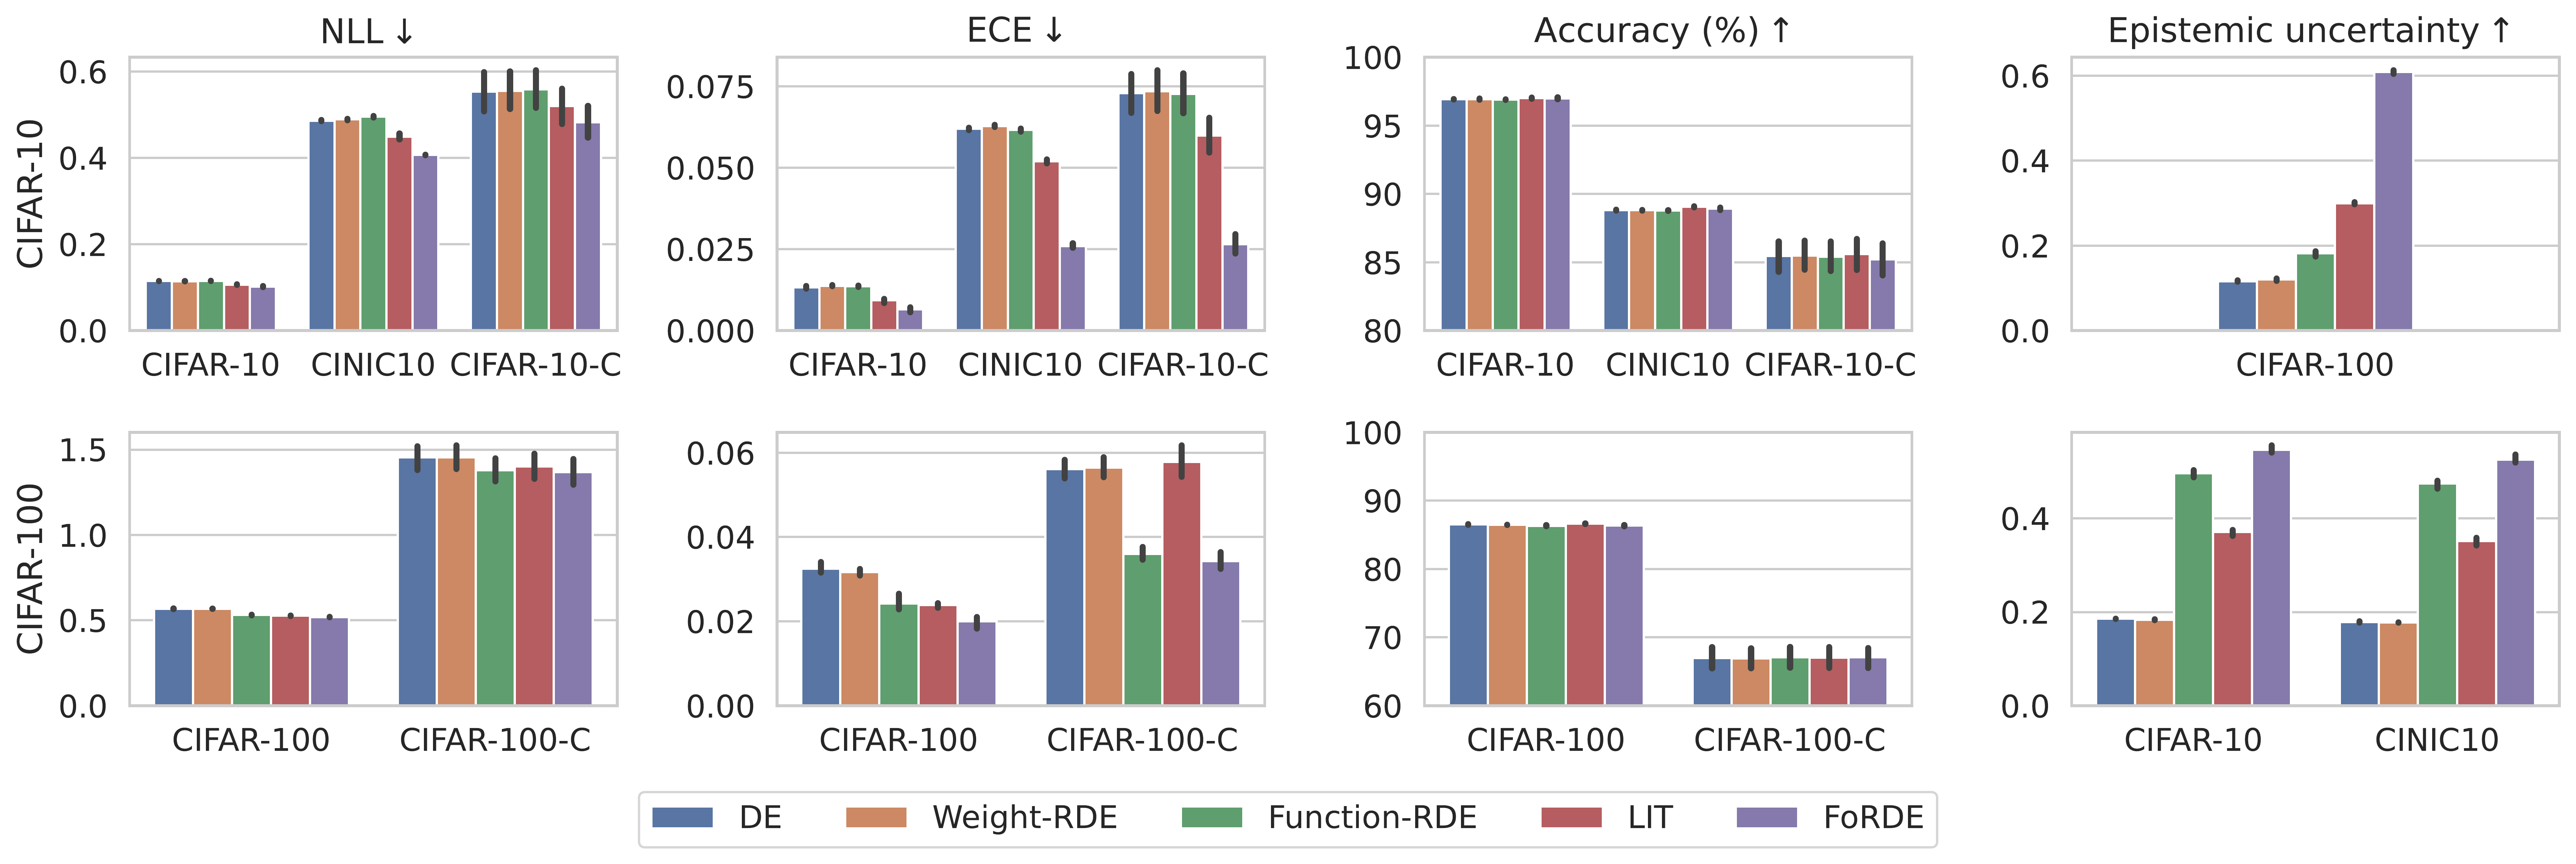 NLL ↓
ECE ↓
Accuracy (%) ↑
Epistemic uncertainty ↑
CIFAR-10
0.6
0.4
0.2
0.0
CIFAR-10 CINIC10 CIFAR-10-C
0.075
0.050
0.025
0.000
CIFAR-10 CINIC10 CIFAR-10-C
100
95
90
85
80
CIFAR-10 CINIC10 CIFAR-10-C
0.6
0.4
0.2
0.0
CIFAR-100
CIFAR-100
1.5
1.0
0.5
0.0
CIFAR-100 CIFAR-100-C
0.06
0.04
0.02
0.00
CIFAR-100 CIFAR-100-C
100
90
80
70
60
CIFAR-100 CIFAR-100-C
0.4
0.2
0.0
CIFAR-10 CINIC10
DE Weight-RDE Function-RDE LIT FoRDE